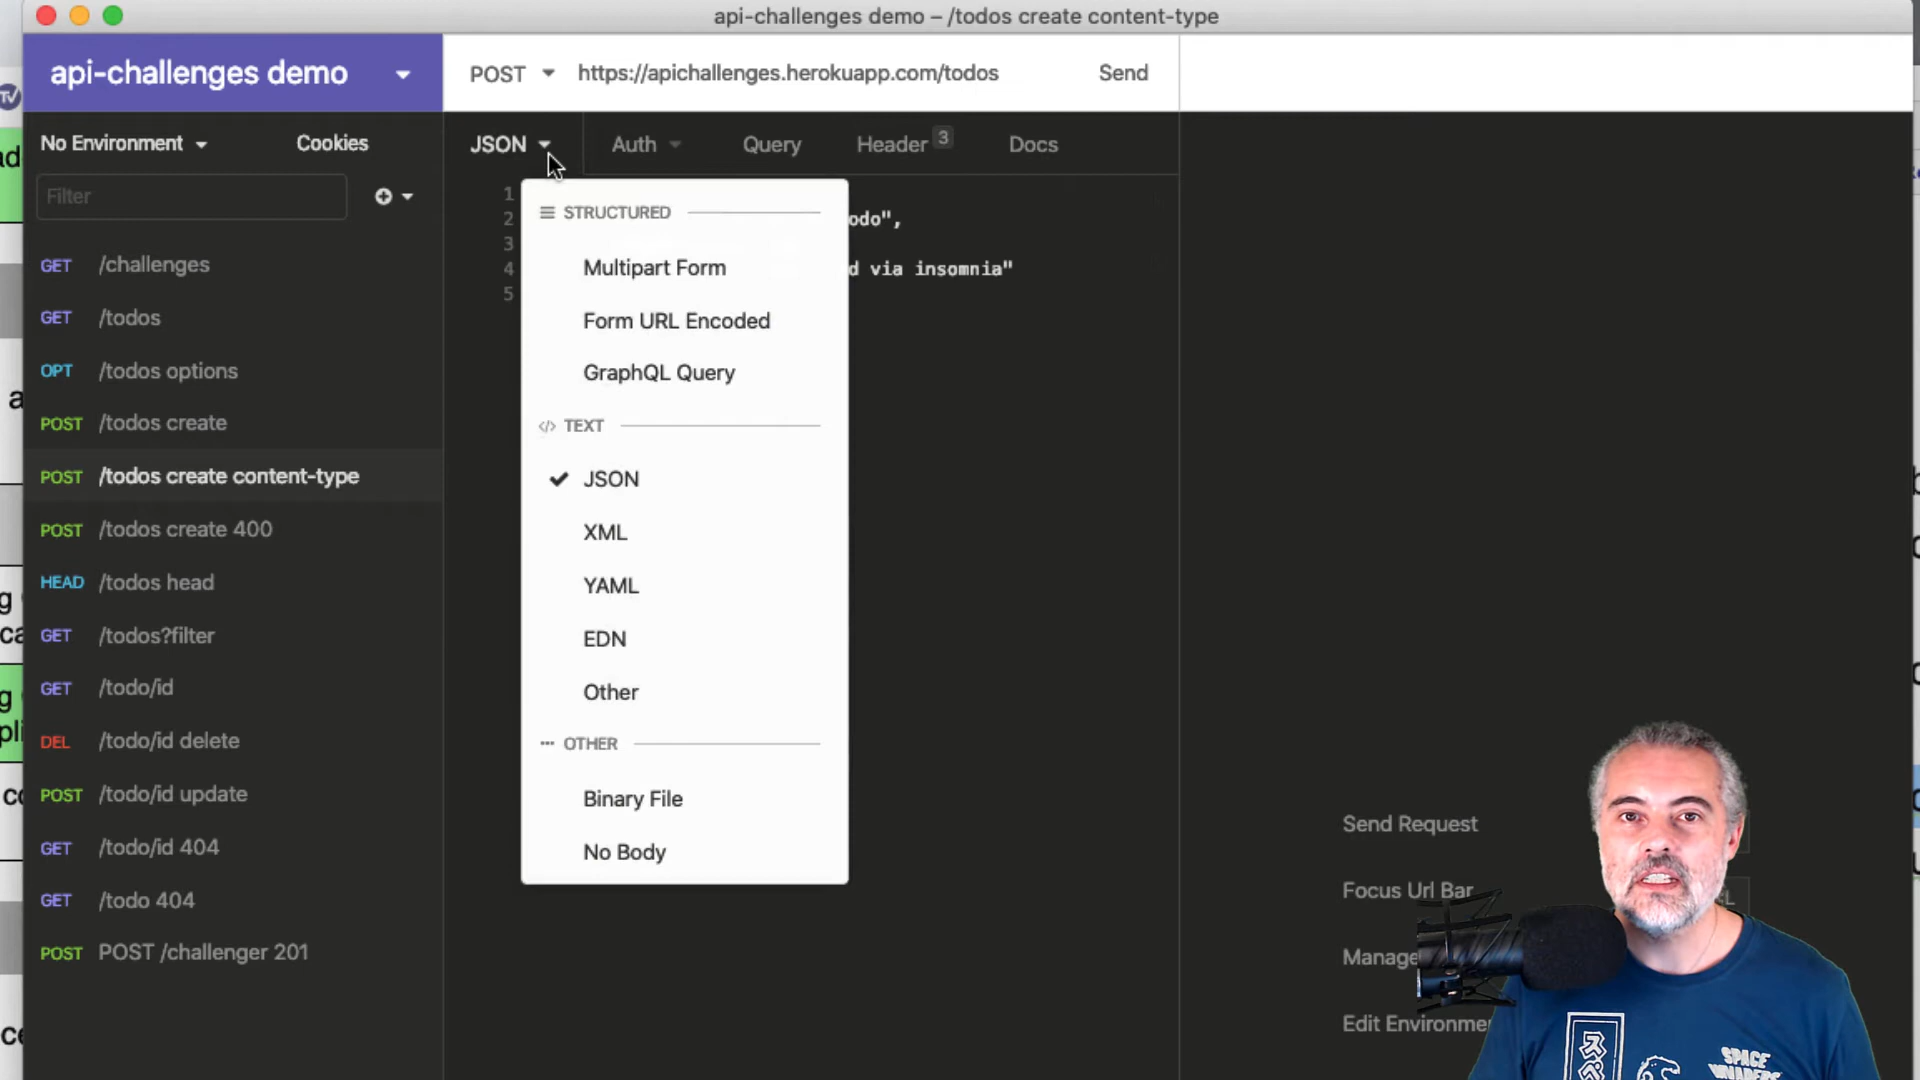 api-challenges demo – /todos create content-type
api-challenges demo
POST
https://apichallenges.herokuapp.com/todos
Send
No Environment
Cookies
JSON
Auth
Query
Header 3
Docs
Filter
GET /challenges
GET /todos
OPT /todos options
POST /todos create
POST /todos create content-type
POST /todos create 400
HEAD /todos head
GET /todos?filter
GET /todo/id
DEL /todo/id delete
POST /todo/id update
GET /todo/id 404
GET /todo 404
POST POST /challenger 201
1
2 odo",
3
4 d via insomnia"
5
STRUCTURED
Multipart Form
Form URL Encoded
GraphQL Query
TEXT
JSON
XML
YAML
EDN
Other
OTHER
Binary File
No Body
Send Request
Focus Url Bar
Manage
Edit Environme
スペ
SPACE
INVADERS